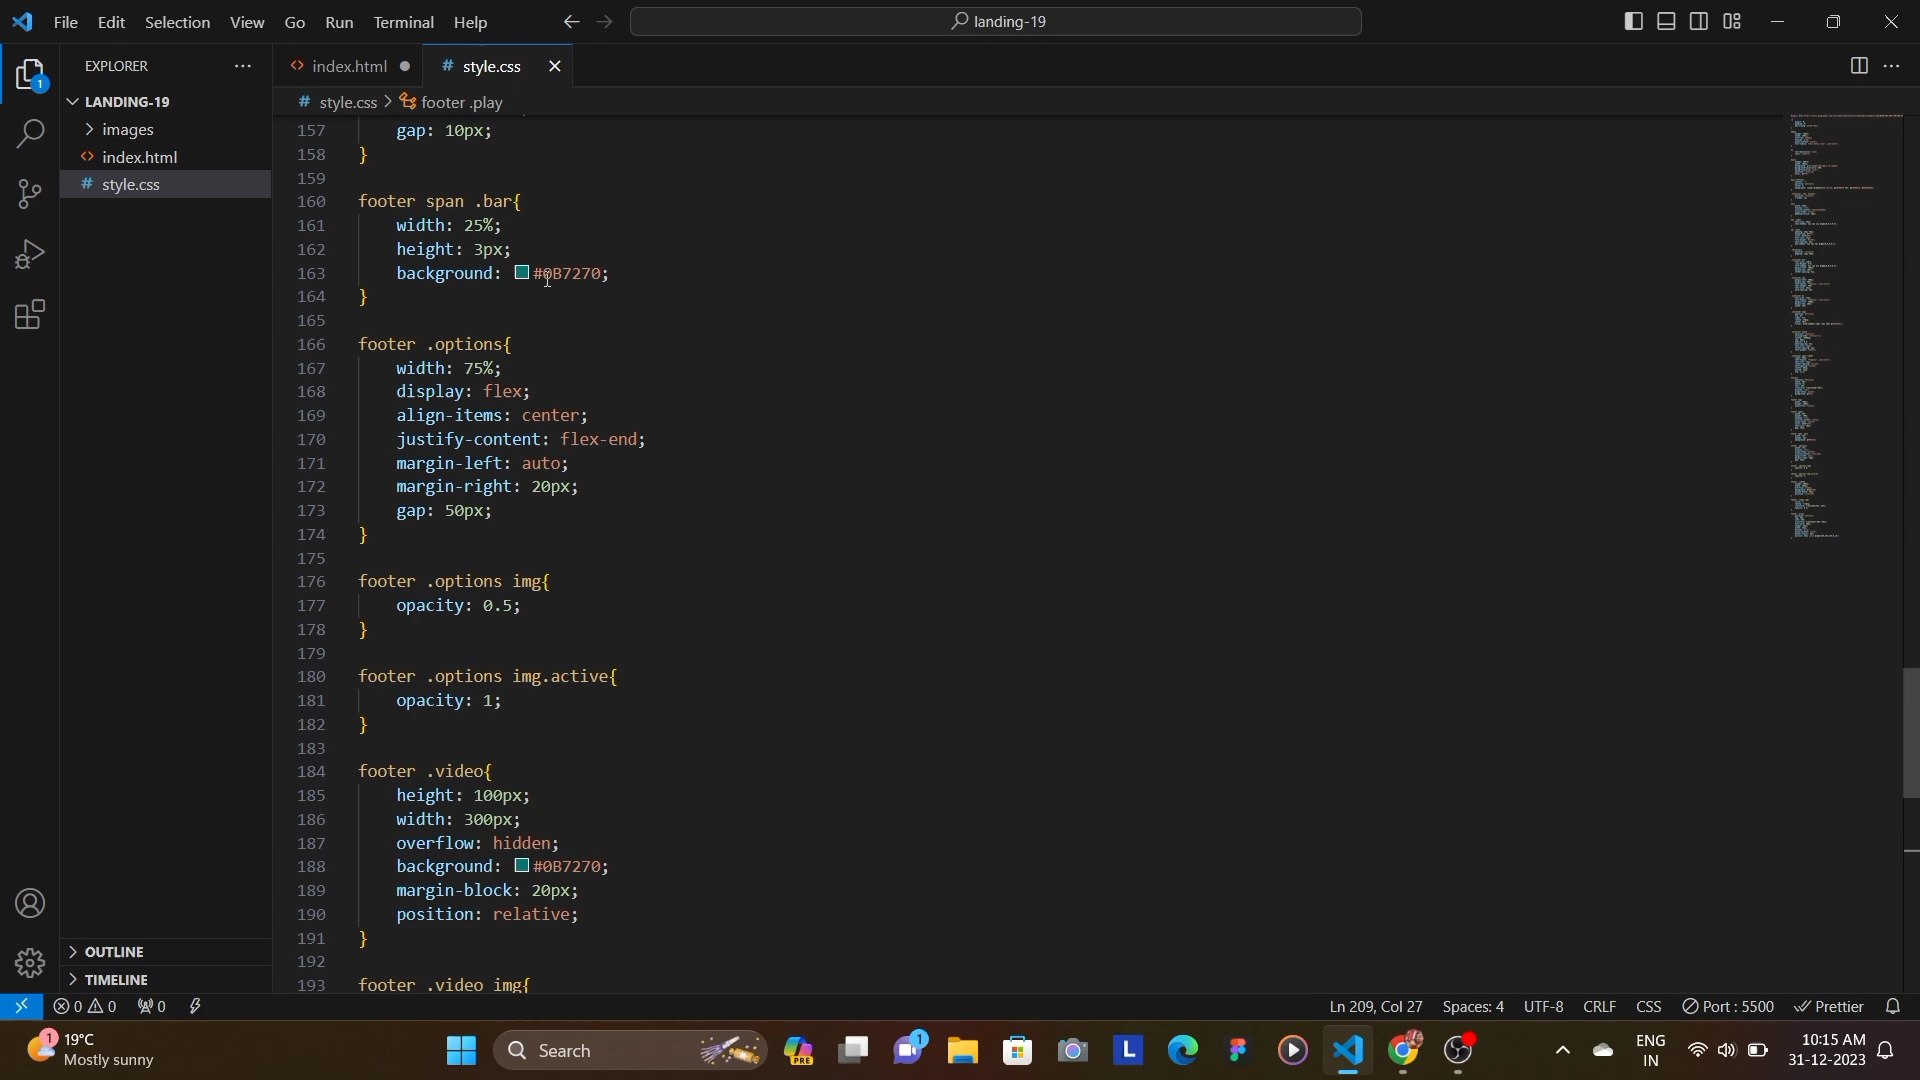 File Edit Selection View Go Run Terminal Help
landing-19
EXPLORER
index.html
style.css
LANDING-19
style.css > footer .play
images
index.html
style.css
157 gap: 10px;
158 }
159
160 footer span .bar{
161 width: 25%;
162 height: 3px;
163 background: #0B7270;
164 }
165
166 footer .options{
167 width: 75%;
168 display: flex;
169 align-items: center;
170 justify-content: flex-end;
171 margin-left: auto;
172 margin-right: 20px;
173 gap: 50px;
174 }
175
176 footer .options img{
177 opacity: 0.5;
178 }
179
180 footer .options img.active{
181 opacity: 1;
182 }
183
184 footer .video{
185 height: 100px;
186 width: 300px;
187 overflow: hidden;
188 background: #0B7270;
189 margin-block: 20px;
190 position: relative;
191 }
192
193 footer .video img{
OUTLINE
TIMELINE
0 0 0
Ln 209, Col 27 Spaces: 4 UTF-8 CRLF CSS Port : 5500 Prettier
1
19°C
Mostly sunny
Search
PRE
1
L
ENG
IN
10:15 AM
31-12-2023